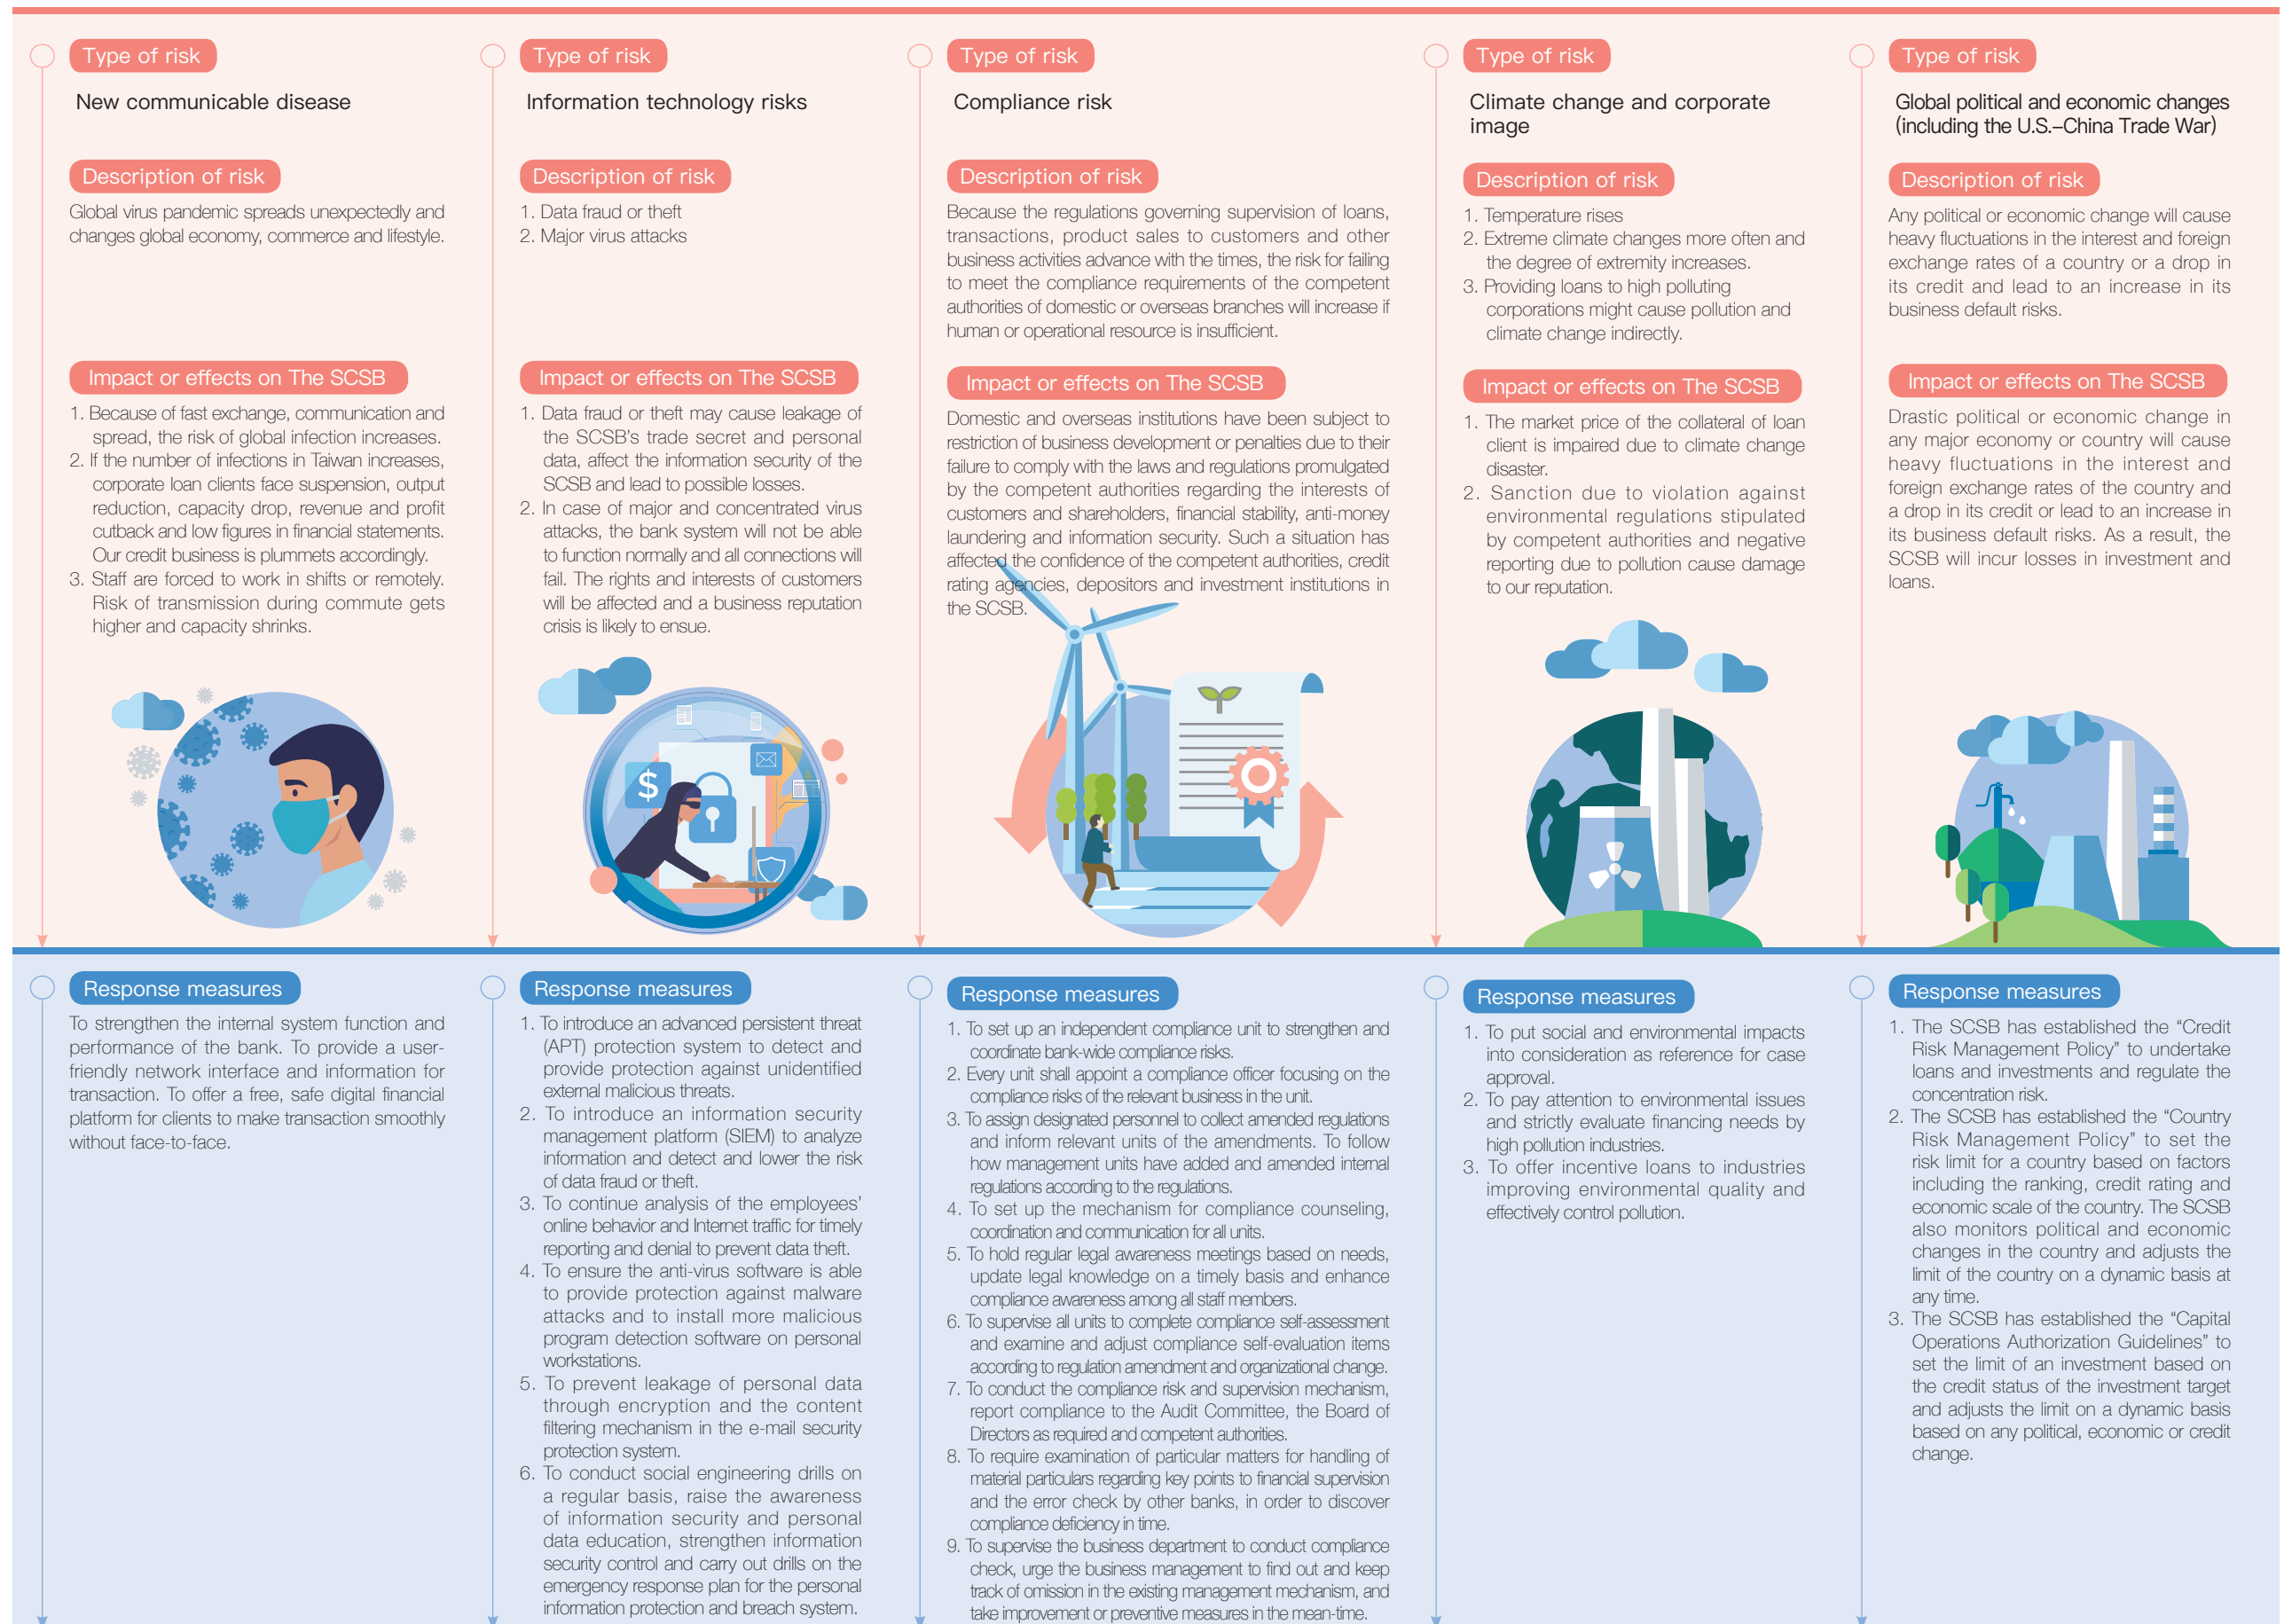 Type of risk
New communicable disease
Description of risk
Global virus pandemic spreads unexpectedly and
changes global economy, commerce and lifestyle.
Impact or effects on The SCSB
1. Because of fast exchange, communication and
spread, the risk of global infection increases.
2. If the number of infections in Taiwan increases,
corporate loan clients face suspension, output
reduction, capacity drop, revenue and profit
cutback and low figures in financial statements.
Our credit business is plummets accordingly.
3. Staff are forced to work in shifts or remotely.
Risk of transmission during commute gets
higher and capacity shrinks.
Response measures
To strengthen the internal system function and
performance of the bank. To provide a user-
friendly network interface and information for
transaction. To offer a free, safe digital financial
platform for clients to make transaction smoothly
without face-to-face.
Type of risk
Information technology risks
Description of risk
1. Data fraud or theft
2. Major virus attacks
Impact or effects on The SCSB
1. Data fraud or theft may cause leakage of
the SCSB's trade secret and personal
data, affect the information security of the
SCSB and lead to possible losses.
2. In case of major and concentrated virus
attacks, the bank system will not be able
to function normally and all connections will
fail. The rights and interests of customers
will be affected and a business reputation
crisis is likely to ensue.
$
Response measures
1. To introduce an advanced persistent threat
(APT) protection system to detect and
provide protection against unidentified
external malicious threats.
2. To introduce an information security
management platform (SIEM) to analyze
information and detect and lower the risk
of data fraud or theft.
3. To continue analysis of the employees'
online behavior and Internet traffic for timely
reporting and denial to prevent data theft.
4. To ensure the anti-virus software is able
to provide protection against malware
attacks and to install more malicious
program detection software on personal
workstations.
5. To prevent leakage of personal data
through encryption and the content
filtering mechanism in the e-mail security
protection system.
6. To conduct social engineering drills on
a regular basis, raise the awareness
of information security and personal
data education, strengthen information
security control and carry out drills on the
emergency response plan for the personal
information protection and breach system.
Type of risk
Compliance risk
Description of risk
Because the regulations governing supervision of loans,
transactions, product sales to customers and other
business activities advance with the times, the risk for failing
to meet the compliance requirements of the competent
authorities of domestic or overseas branches will increase if
human or operational resource is insufficient.
Impact or effects on The SCSB
Domestic and overseas institutions have been subject to
restriction of business development or penalties due to their
failure to comply with the laws and regulations promulgated
by the competent authorities regarding the interests of
customers and shareholders, financial stability, anti-money
laundering and information security. Such a situation has
affected the confidence of the competent authorities, credit
rating agencies, depositors and investment institutions in
the SCSB.
Response measures
1. To set up an independent compliance unit to strengthen and
coordinate bank-wide compliance risks.
2. Every unit shall appoint a compliance officer focusing on the
compliance risks of the relevant business in the unit.
3. To assign designated personnel to collect amended regulations
and inform relevant units of the amendments. To follow
how management units have added and amended internal
regulations according to the regulations.
4. To set up the mechanism for compliance counseling,
coordination and communication for all units.
5. To hold regular legal awareness meetings based on needs,
update legal knowledge on a timely basis and enhance
compliance awareness among all staff members.
6. To supervise all units to complete compliance self-assessment
and examine and adjust compliance self-evaluation items
according to regulation amendment and organizational change.
7. To conduct the compliance risk and supervision mechanism,
report compliance to the Audit Committee, the Board of
Directors as required and competent authorities.
8. To require examination of particular matters for handling of
material particulars regarding key points to financial supervision
and the error check by other banks, in order to discover
compliance deficiency in time.
9. To supervise the business department to conduct compliance
check, urge the business management to find out and keep
track of omission in the existing management mechanism, and
take improvement or preventive measures in the mean-time.
Type of risk
Climate change and corporate
image
Description of risk
1. Temperature rises
2. Extreme climate changes more often and
the degree of extremity increases.
3. Providing loans to high polluting
corporations might cause pollution and
climate change indirectly.
Impact or effects on The SCSB
1. The market price of the collateral of loan
client is impaired due to climate change
disaster.
2. Sanction due to violation against
environmental regulations stipulated
by competent authorities and negative
reporting due to pollution cause damage
to our reputation.
Response measures
1. To put social and environmental impacts
into consideration as reference for case
approval.
2. To pay attention to environmental issues
and strictly evaluate financing needs by
high pollution industries.
3. To offer incentive loans to industries
improving environmental quality and
effectively control pollution.
Type of risk
Global political and economic changes
(including the U.S.–China Trade War)
Description of risk
Any political or economic change will cause
heavy fluctuations in the interest and foreign
exchange rates of a country or a drop in
its credit and lead to an increase in its
business default risks.
Impact or effects on The SCSB
Drastic political or economic change in
any major economy or country will cause
heavy fluctuations in the interest and
foreign exchange rates of the country and
a drop in its credit or lead to an increase in
its business default risks. As a result, the
SCSB will incur losses in investment and
loans.
Response measures
1. The SCSB has established the “Credit
Risk Management Policy” to undertake
loans and investments and regulate the
concentration risk.
2. The SCSB has established the “Country
Risk Management Policy” to set the
risk limit for a country based on factors
including the ranking, credit rating and
economic scale of the country. The SCSB
also monitors political and economic
changes in the country and adjusts the
limit of the country on a dynamic basis at
any time.
3. The SCSB has established the “Capital
Operations Authorization Guidelines” to
set the limit of an investment based on
the credit status of the investment target
and adjusts the limit on a dynamic basis
based on any political, economic or credit
change.